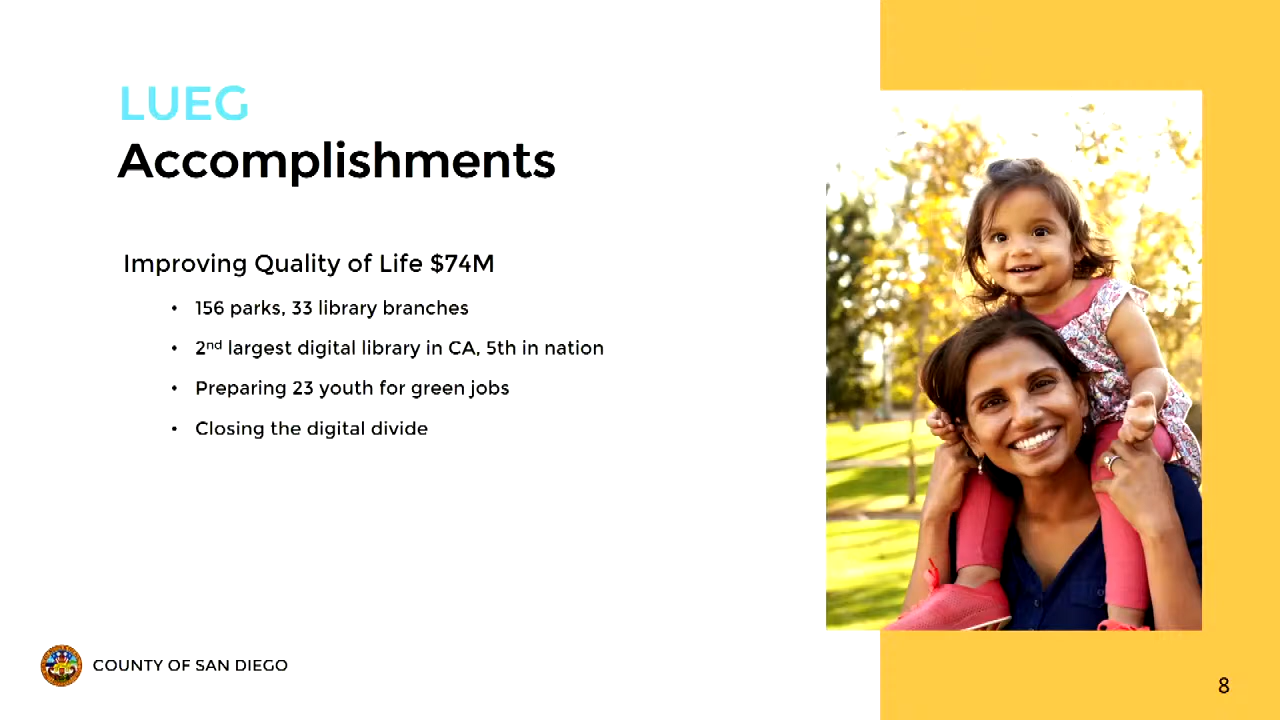 LUEG
Accomplishments
Improving Quality of Life $74M
• 156 parks, 33 library branches
• 2nd largest digital library in CA, 5th in nation
• Preparing 23 youth for green jobs
• Closing the digital divide
COUNTY OF SAN DIEGO
8